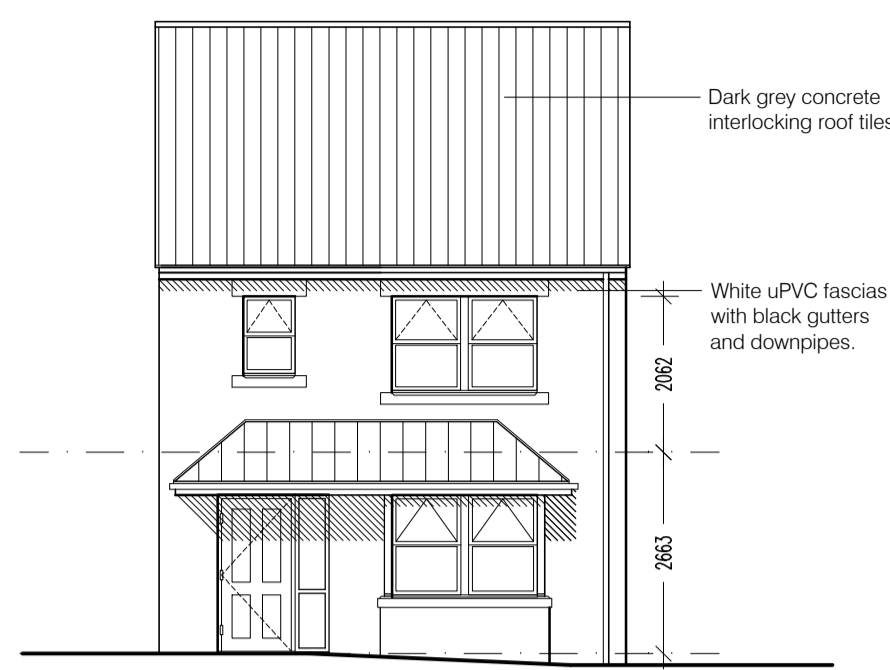 Dark grey concrete
interlocking roof tiles
White uPVC fascias
with black gutters
and downpipes.
2062
2663